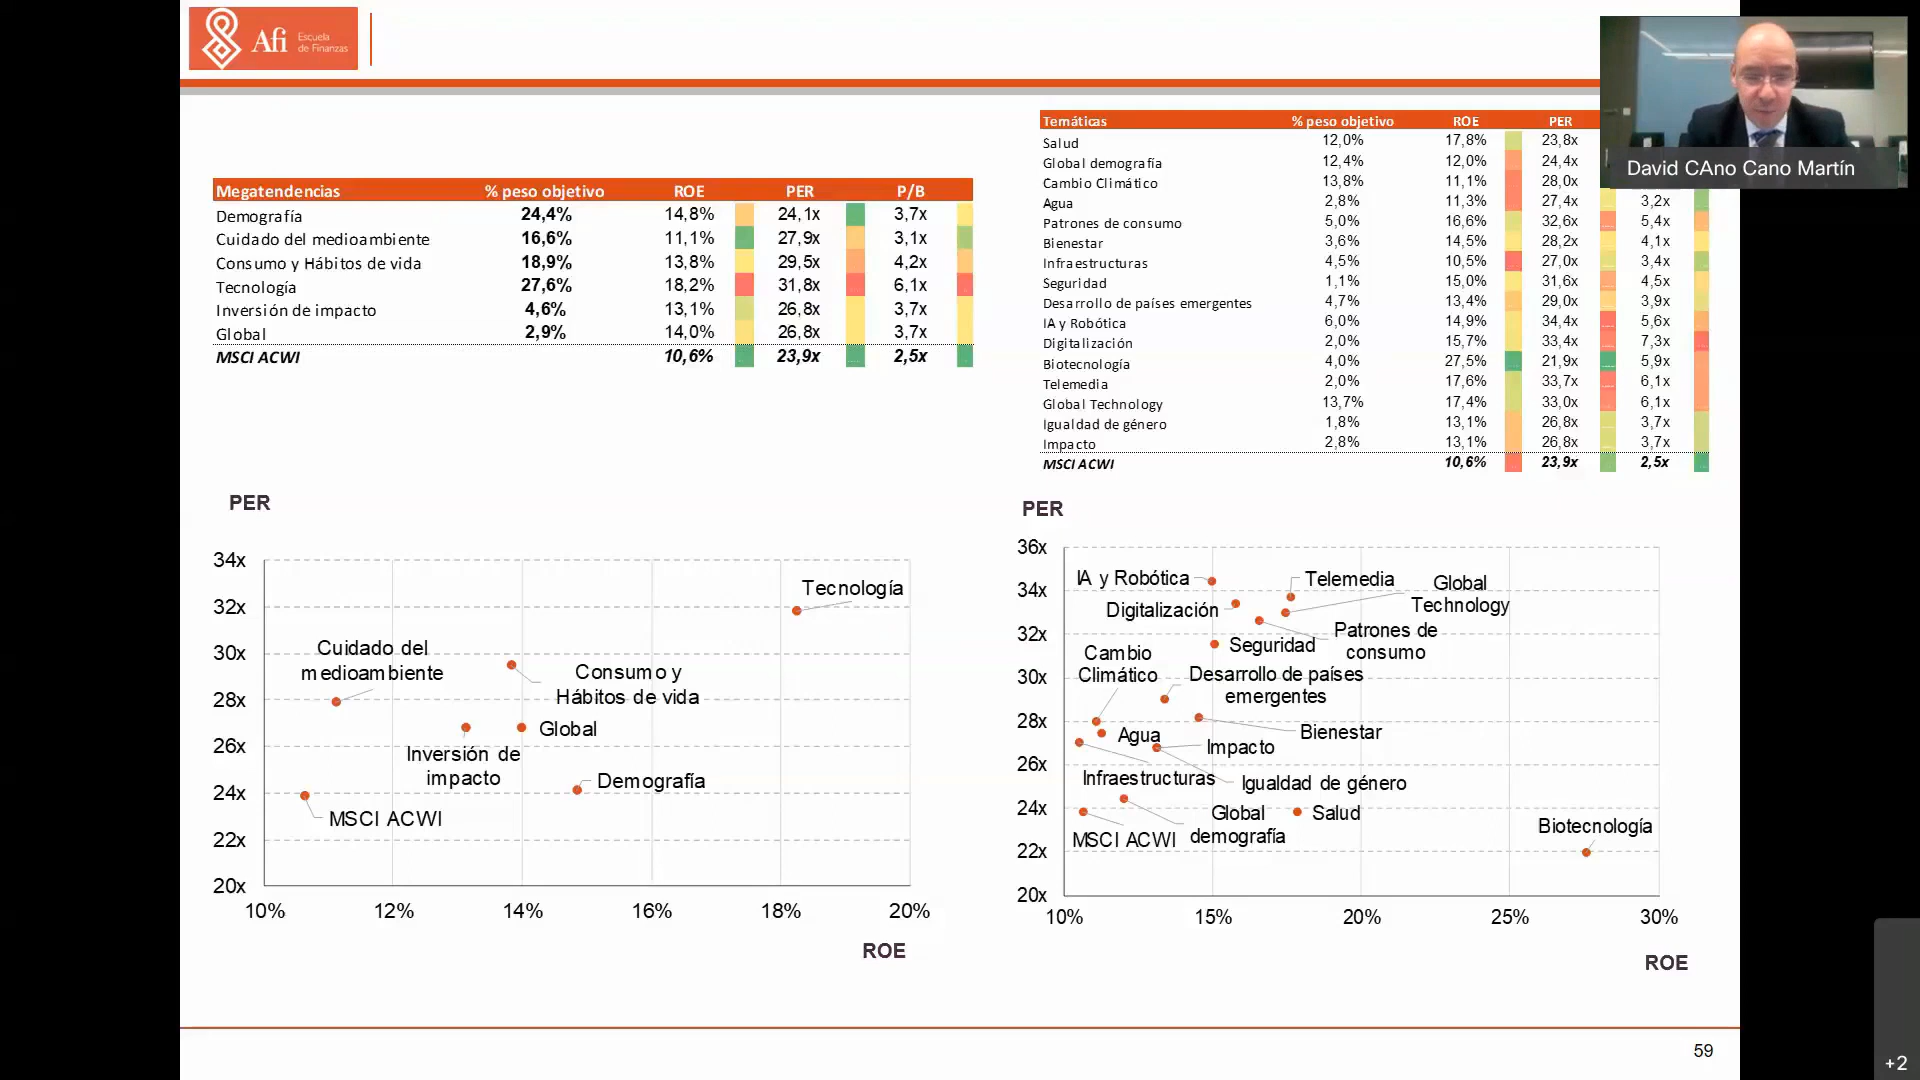 Afi Escuela
de Finanzas
David CAno Cano Martín
Megatendencias % peso objetivo ROE PER P/B
Demografía 24,4% 14,8% 24,1x 3,7x
Cuidado del medioambiente 16,6% 11,1% 27,9x 3,1x
Consumo y Hábitos de vida 18,9% 13,8% 29,5x 4,2x
Tecnología 27,6% 18,2% 31,8x 6,1x
Inversión de impacto 4,6% 13,1% 26,8x 3,7x
Global 2,9% 14,0% 26,8x 3,7x
MSCI ACWI 10,6% 23,9x 2,5x
Temáticas % peso objetivo ROE PER
Salud 12,0% 17,8% 23,8x
Global demografía 12,4% 12,0% 24,4x
Cambio Climático 13,8% 11,1% 28,0x
Agua 2,8% 11,3% 27,4x 3,2x
Patrones de consumo 5,0% 16,6% 32,6x 5,4x
Bienestar 3,6% 14,5% 28,2x 4,1x
Infraestructuras 4,5% 10,5% 27,0x 3,4x
Seguridad 1,1% 15,0% 31,6x 4,5x
Desarrollo de países emergentes 4,7% 13,4% 29,0x 3,9x
IA y Robótica 6,0% 14,9% 34,4x 5,6x
Digitalización 2,0% 15,7% 33,4x 7,3x
Biotecnología 4,0% 27,5% 21,9x 5,9x
Telemedia 2,0% 17,6% 33,7x 6,1x
Global Technology 13,7% 17,4% 33,0x 6,1x
Igualdad de género 1,8% 13,1% 26,8x 3,7x
Impacto 2,8% 13,1% 26,8x 3,7x
MSCI ACWI 10,6% 23,9x 2,5x
PER
34x
32x
30x
28x
26x
24x
22x
20x
Tecnología
Cuidado del
medioambiente
Consumo y
Hábitos de vida
Global
Inversión de
impacto
Demografía
MSCI ACWI
10% 12% 14% 16% 18% 20%
ROE
PER
36x
34x
32x
30x
28x
26x
24x
22x
20x
IA y Robótica
Telemedia
Global
Technology
Digitalización
Patrones de
consumo
Seguridad
Cambio
Climático
Desarrollo de países
emergentes
Bienestar
Agua
Impacto
Infraestructuras
Igualdad de género
Global
demografía
Salud
MSCI ACWI
Biotecnología
10% 15% 20% 25% 30%
ROE
59
+2